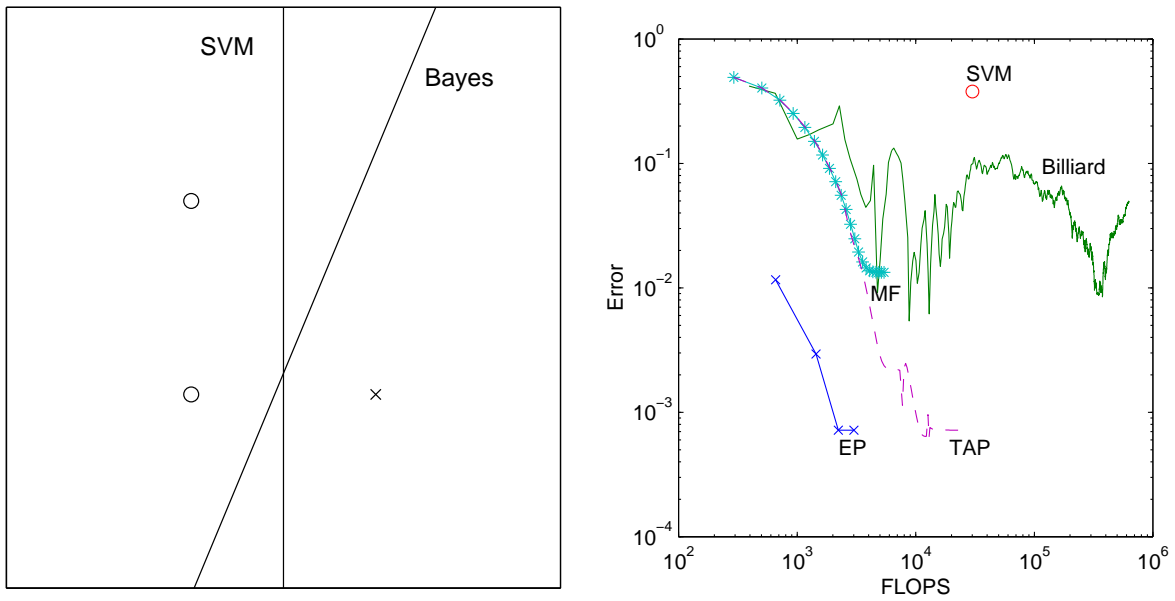 SVM
Bayes
10^0
10^-1
10^-2
10^-3
10^-4
Error
SVM
Billiard
MF
EP
TAP
10^2
10^3
10^4
10^5
10^6
FLOPS